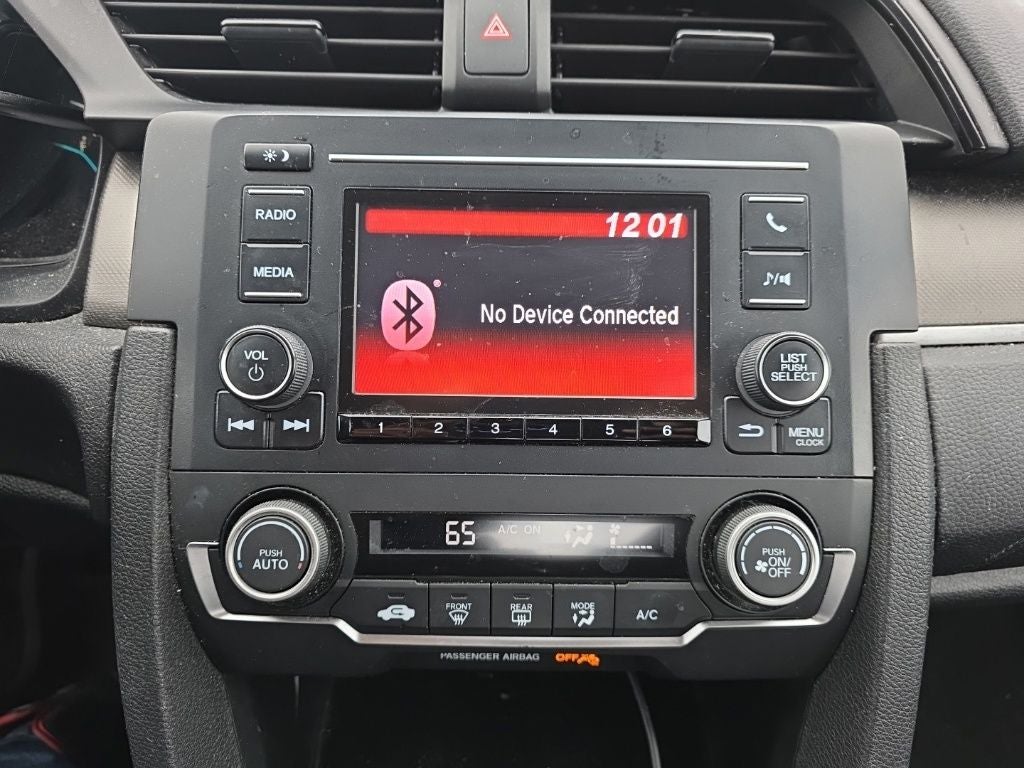 RADIO
MEDIA
12 01
No Device Connected
VOL
LIST
PUSH
SELECT
1 2 3 4 5 6
MENU
CLOCK
PUSH
AUTO
65 A/C ON
PUSH
ON/
OFF
FRONT
REAR
MODE
A/C
PASSENGER AIRBAG OFF